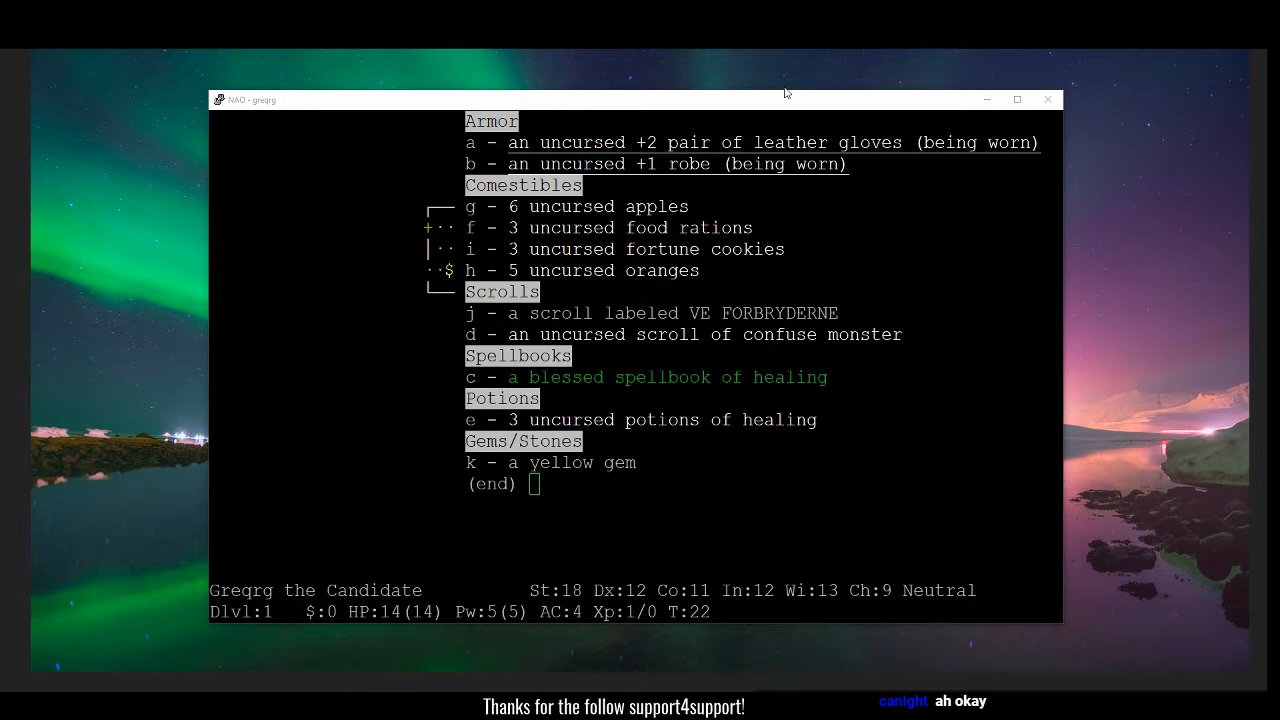 NAO - greqrg
Armor
a - an uncursed +2 pair of leather gloves (being worn)
b - an uncursed +1 robe (being worn)
Comestibles
g - 6 uncursed apples
+·· f - 3 uncursed food rations
|·· i - 3 uncursed fortune cookies
··$ h - 5 uncursed oranges
Scrolls
j - a scroll labeled VE FORBRYDERNE
d - an uncursed scroll of confuse monster
Spellbooks
c - a blessed spellbook of healing
Potions
e - 3 uncursed potions of healing
Gems/Stones
k - a yellow gem
(end)
Greqrg the Candidate St:18 Dx:12 Co:11 In:12 Wi:13 Ch:9 Neutral
Dlvl:1 $:0 HP:14(14) Pw:5(5) AC:4 Xp:1/0 T:22
Thanks for the follow support4support!
canight ah okay